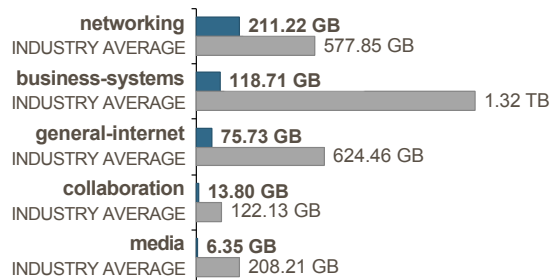 networking 211.22 GB
INDUSTRY AVERAGE 577.85 GB
business-systems 118.71 GB
INDUSTRY AVERAGE 1.32 TB
general-internet 75.73 GB
INDUSTRY AVERAGE 624.46 GB
collaboration 13.80 GB
INDUSTRY AVERAGE 122.13 GB
media 6.35 GB
INDUSTRY AVERAGE 208.21 GB